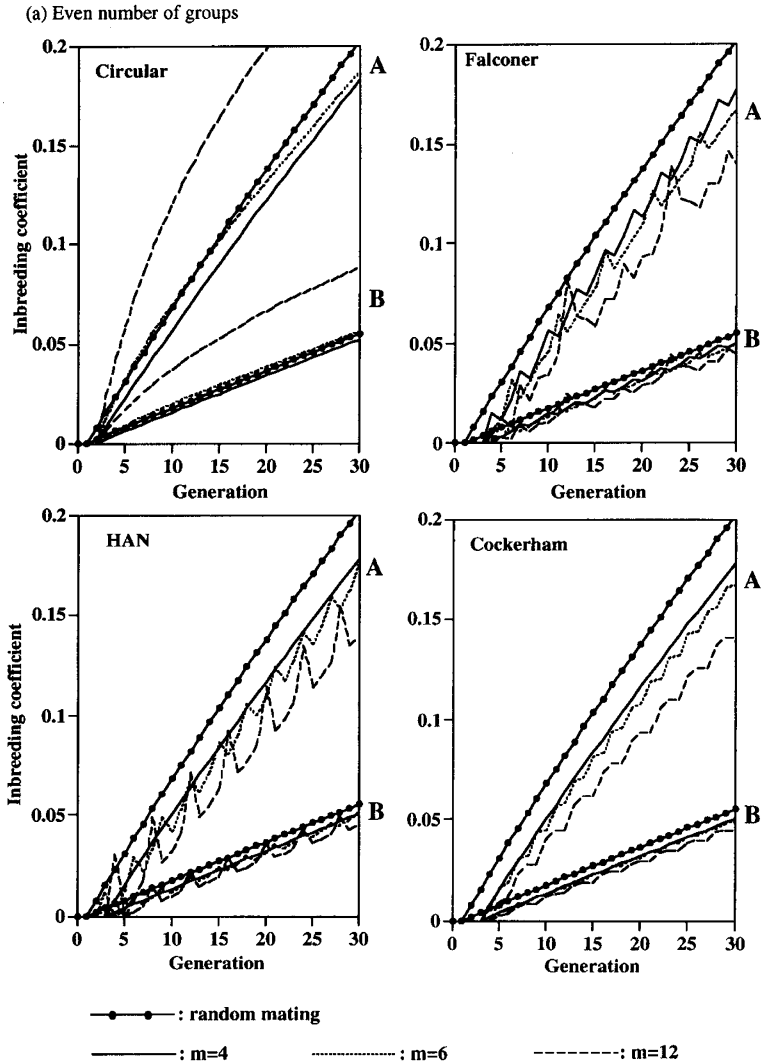 (a) Even number of groups
Circular
A
B
Inbreeding coefficient
0.2
0.15
0.1
0.05
0
0 5 10 15 20 25 30
Generation
Falconer
A
B
0.2
0.15
0.1
0.05
0
0 5 10 15 20 25 30
Generation
HAN
A
B
Inbreeding coefficient
0.2
0.15
0.1
0.05
0
0 5 10 15 20 25 30
Generation
Cockerham
A
B
0.2
0.15
0.1
0.05
0
0 5 10 15 20 25 30
Generation
: random mating
: m=4 : m=6 : m=12